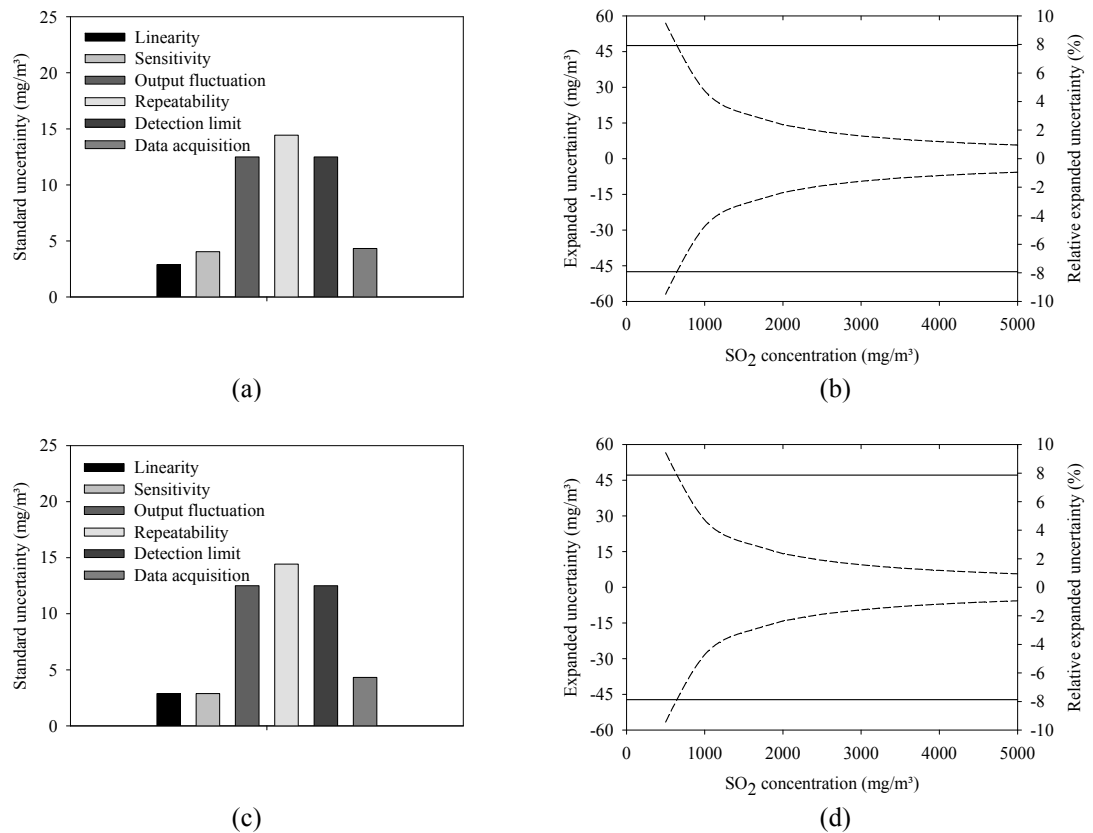 25
20
15
10
5
0
Standard uncertainty (mg/m³)
Linearity
Sensitivity
Output fluctuation
Repeatability
Detection limit
Data acquisition
(a)
60
45
30
15
0
-15
-30
-45
-60
Expanded uncertainty (mg/m³)
10
8
6
4
2
0
-2
-4
-6
-8
-10
Relative expanded uncertainty (%)
0 1000 2000 3000 4000 5000
SO2 concentration (mg/m³)
(b)
25
20
15
10
5
0
Standard uncertainty (mg/m³)
Linearity
Sensitivity
Output fluctuation
Repeatability
Detection limit
Data acquisition
(c)
60
45
30
15
0
-15
-30
-45
-60
Expanded uncertainty (mg/m³)
10
8
6
4
2
0
-2
-4
-6
-8
-10
Relative expanded uncertainty (%)
0 1000 2000 3000 4000 5000
SO2 concentration (mg/m³)
(d)